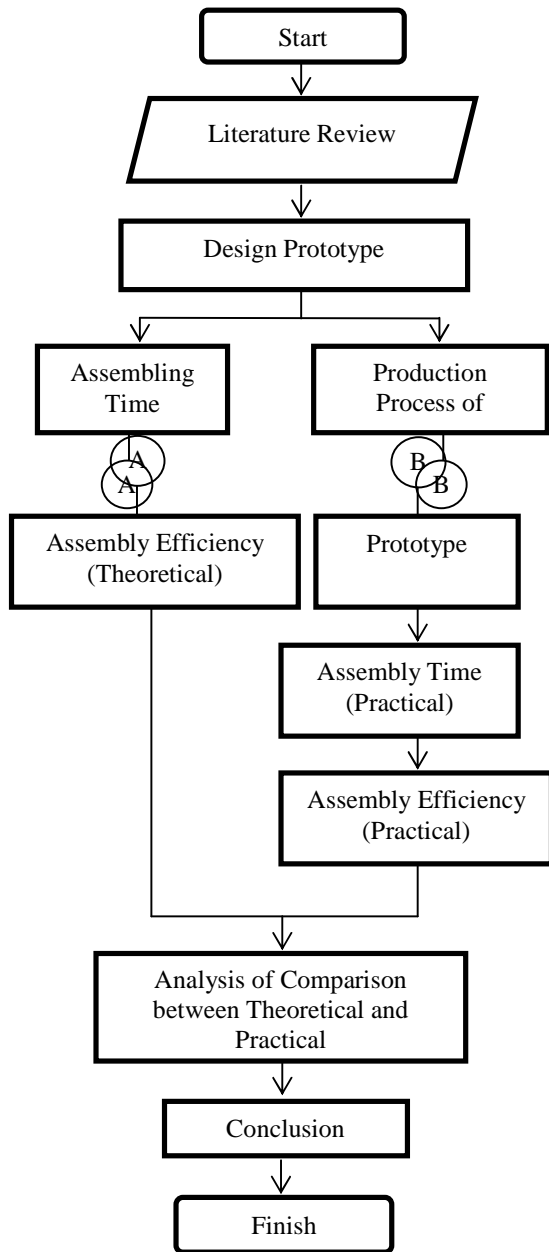 Start
Literature Review
Design Prototype
Assembling
Time
Production
Process of
A
A
B
B
Assembly Efficiency
(Theoretical)
Prototype
Assembly Time
(Practical)
Assembly Efficiency
(Practical)
Analysis of Comparison
between Theoretical and
Practical
Conclusion
Finish